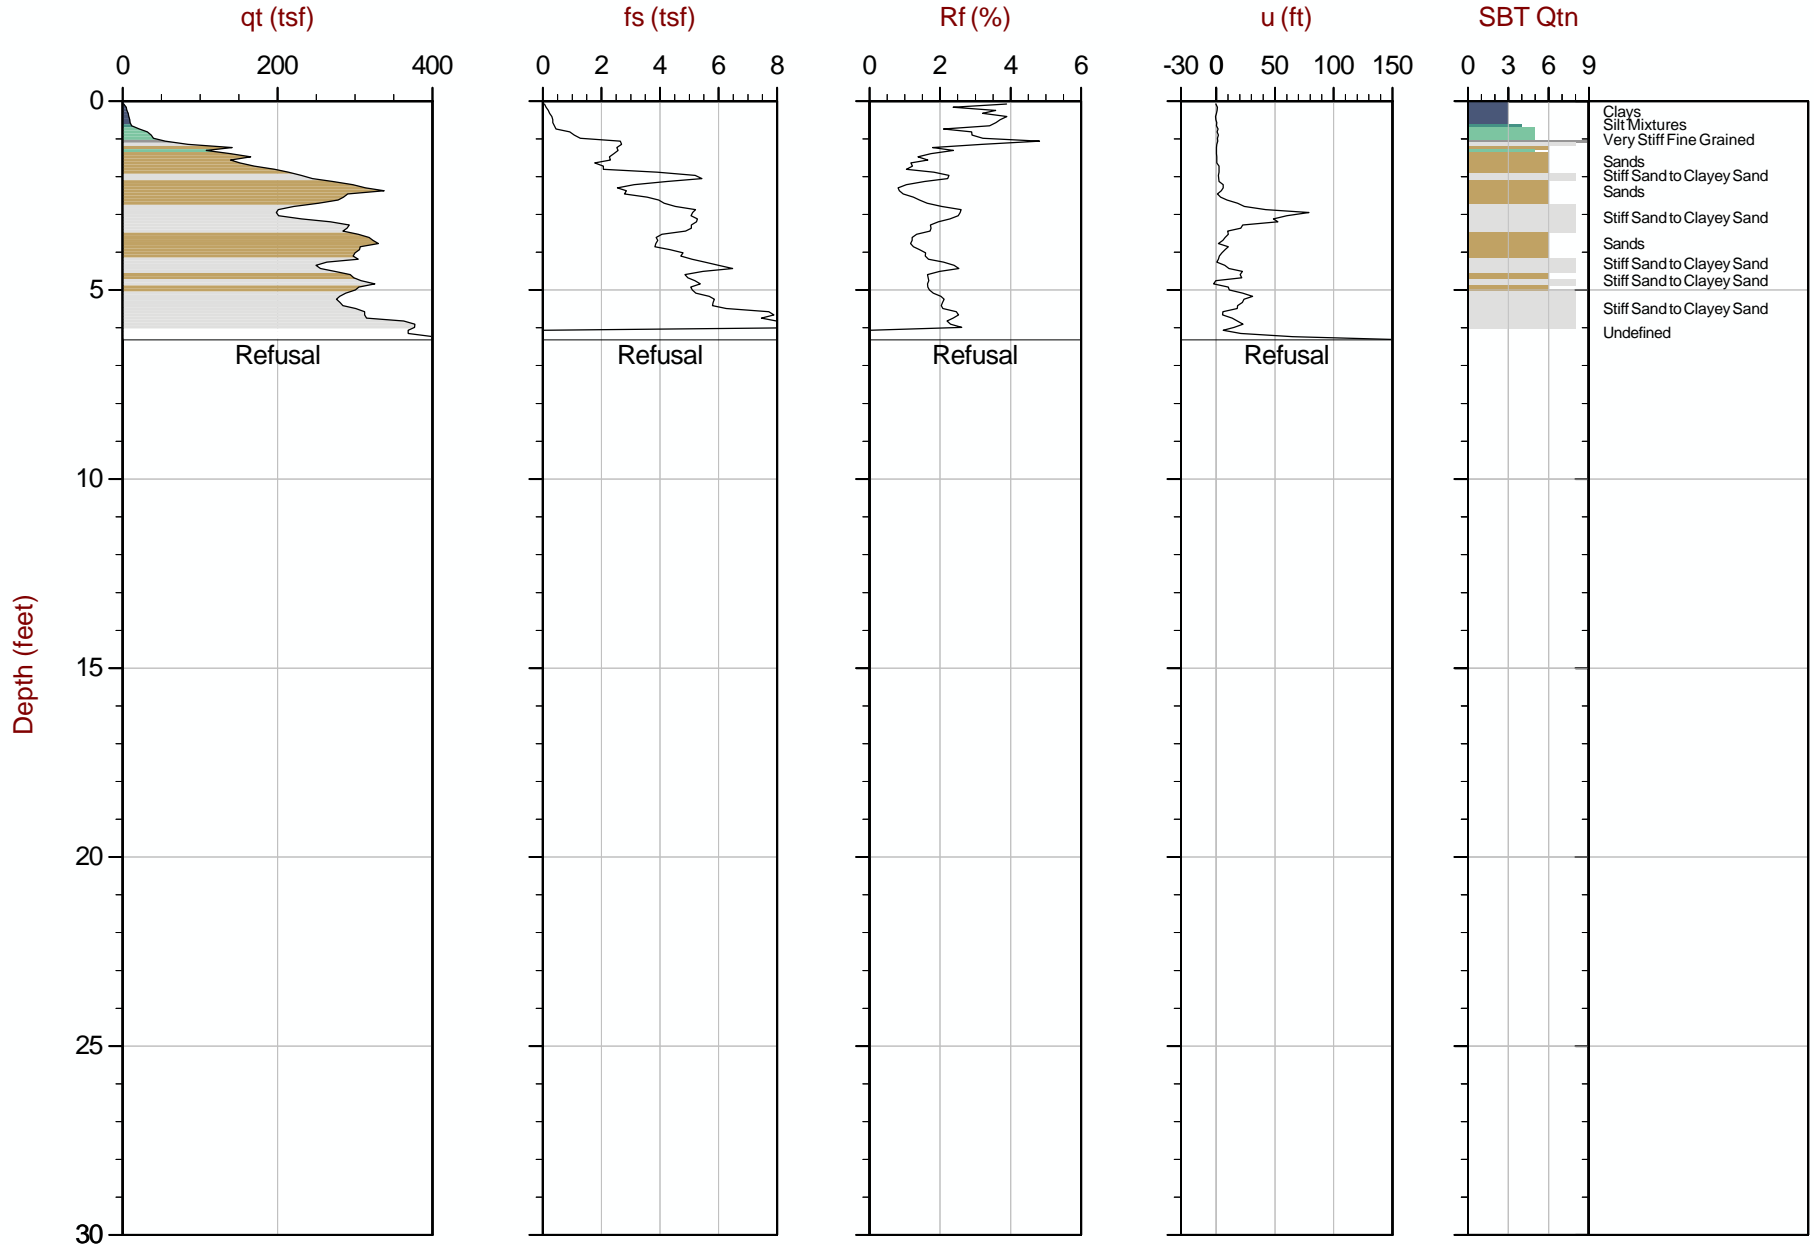 qt (tsf)
fs (tsf)
Rf (%)
u (ft)
SBT Qtn
0 200 400
0 2 4 6 8
0 2 4 6
-30 0 50 100 150
0 3 6 9
0
5
10
15
20
25
30
Depth (feet)
Clays
Silt Mixtures
Very Stiff Fine Grained
Sands
Stiff Sand to Clayey Sand
Sands
Stiff Sand to Clayey Sand
Sands
Stiff Sand to Clayey Sand
Stiff Sand to Clayey Sand
Stiff Sand to Clayey Sand
Undefined
Refusal
Refusal
Refusal
Refusal